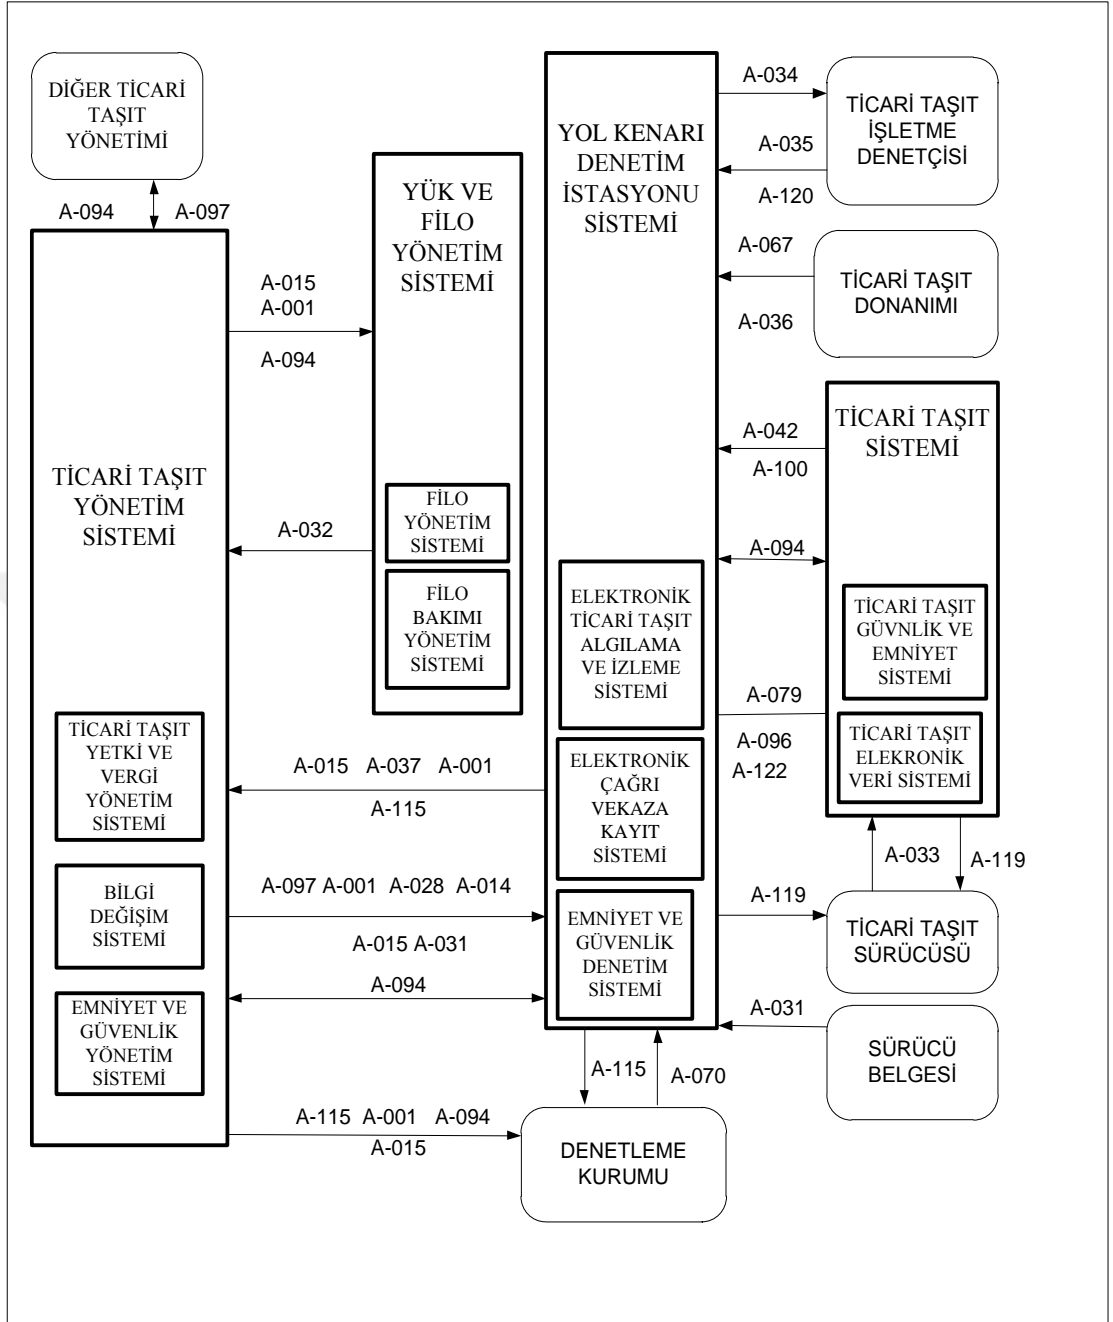 DİĞER TİCARİ
TAŞIT
YÖNETİMİ
A-094
A-097
TİCARİ TAŞIT
YÖNETİM
SİSTEMİ
TİCARİ TAŞIT
YETKİ VE
VERGİ
YÖNETİM
SİSTEMİ
BİLGİ
DEĞİŞİM
SİSTEMİ
EMNİYET VE
GÜVENLİK
YÖNETİM
SİSTEMİ
A-015
A-001
A-094
A-032
YÜK VE
FİLO
YÖNETİM
SİSTEMİ
FİLO
YÖNETİM
SİSTEMİ
FİLO
BAKIMI
YÖNETİM
SİSTEMİ
A-015 A-037 A-001
A-115
A-097 A-001 A-028 A-014
A-015 A-031
A-094
A-115 A-001 A-094
A-015
YOL KENARI
DENETİM
İSTASYONU
SİSTEMİ
ELEKTRONİK
TİCARİ TAŞIT
ALGILAMA
VE İZLEME
SİSTEMİ
ELEKTRONİK
ÇAĞRI
VEKAZA
KAYIT
SİSTEMİ
EMNİYET VE
GÜVENLİK
DENETİM
SİSTEMİ
A-115
A-070
DENETLEME
KURUMU
A-034
A-035
A-120
TİCARİ TAŞIT
İŞLETME
DENETÇİSİ
A-067
A-036
TİCARİ TAŞIT
DONANIMI
A-042
A-100
A-094
A-079
A-096
A-122
TİCARİ TAŞIT
SİSTEMİ
TİCARİ TAŞIT
GÜVNLİK VE
EMNİYET
SİSTEMİ
TİCARİ TAŞIT
ELEKRONİK
VERİ SİSTEMİ
A-033
A-119
A-119
TİCARİ TAŞIT
SÜRÜCÜSÜ
A-031
SÜRÜCÜ
BELGESİ